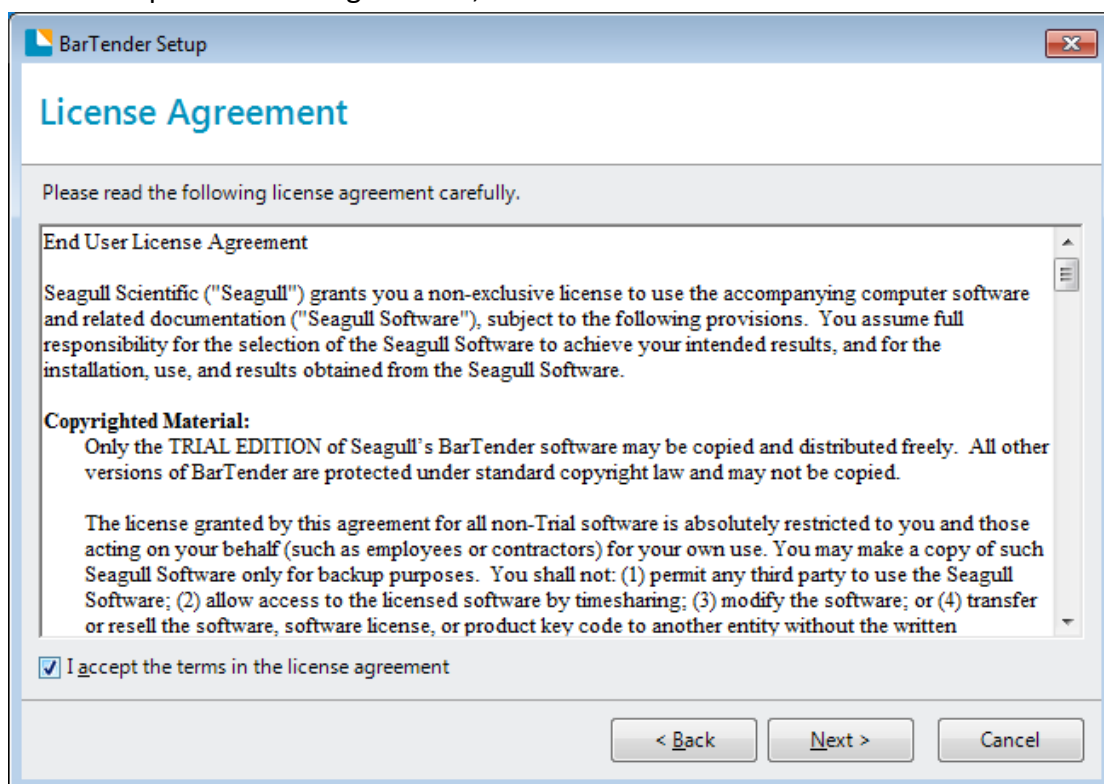 BarTender Setup
License Agreement
Please read the following license agreement carefully.
End User License Agreement
Seagull Scientific ("Seagull") grants you a non-exclusive license to use the accompanying computer software
and related documentation ("Seagull Software"), subject to the following provisions.  You assume full
responsibility for the selection of the Seagull Software to achieve your intended results, and for the
installation, use, and results obtained from the Seagull Software.
Copyrighted Material:
Only the TRIAL EDITION of Seagull’s BarTender software may be copied and distributed freely.  All other
versions of BarTender are protected under standard copyright law and may not be copied.
The license granted by this agreement for all non-Trial software is absolutely restricted to you and those
acting on your behalf (such as employees or contractors) for your own use. You may make a copy of such
Seagull Software only for backup purposes.  You shall not: (1) permit any third party to use the Seagull
Software; (2) allow access to the licensed software by timesharing; (3) modify the software; or (4) transfer
or resell the software, software license, or product key code to another entity without the written
I accept the terms in the license agreement
< Back
Next >
Cancel